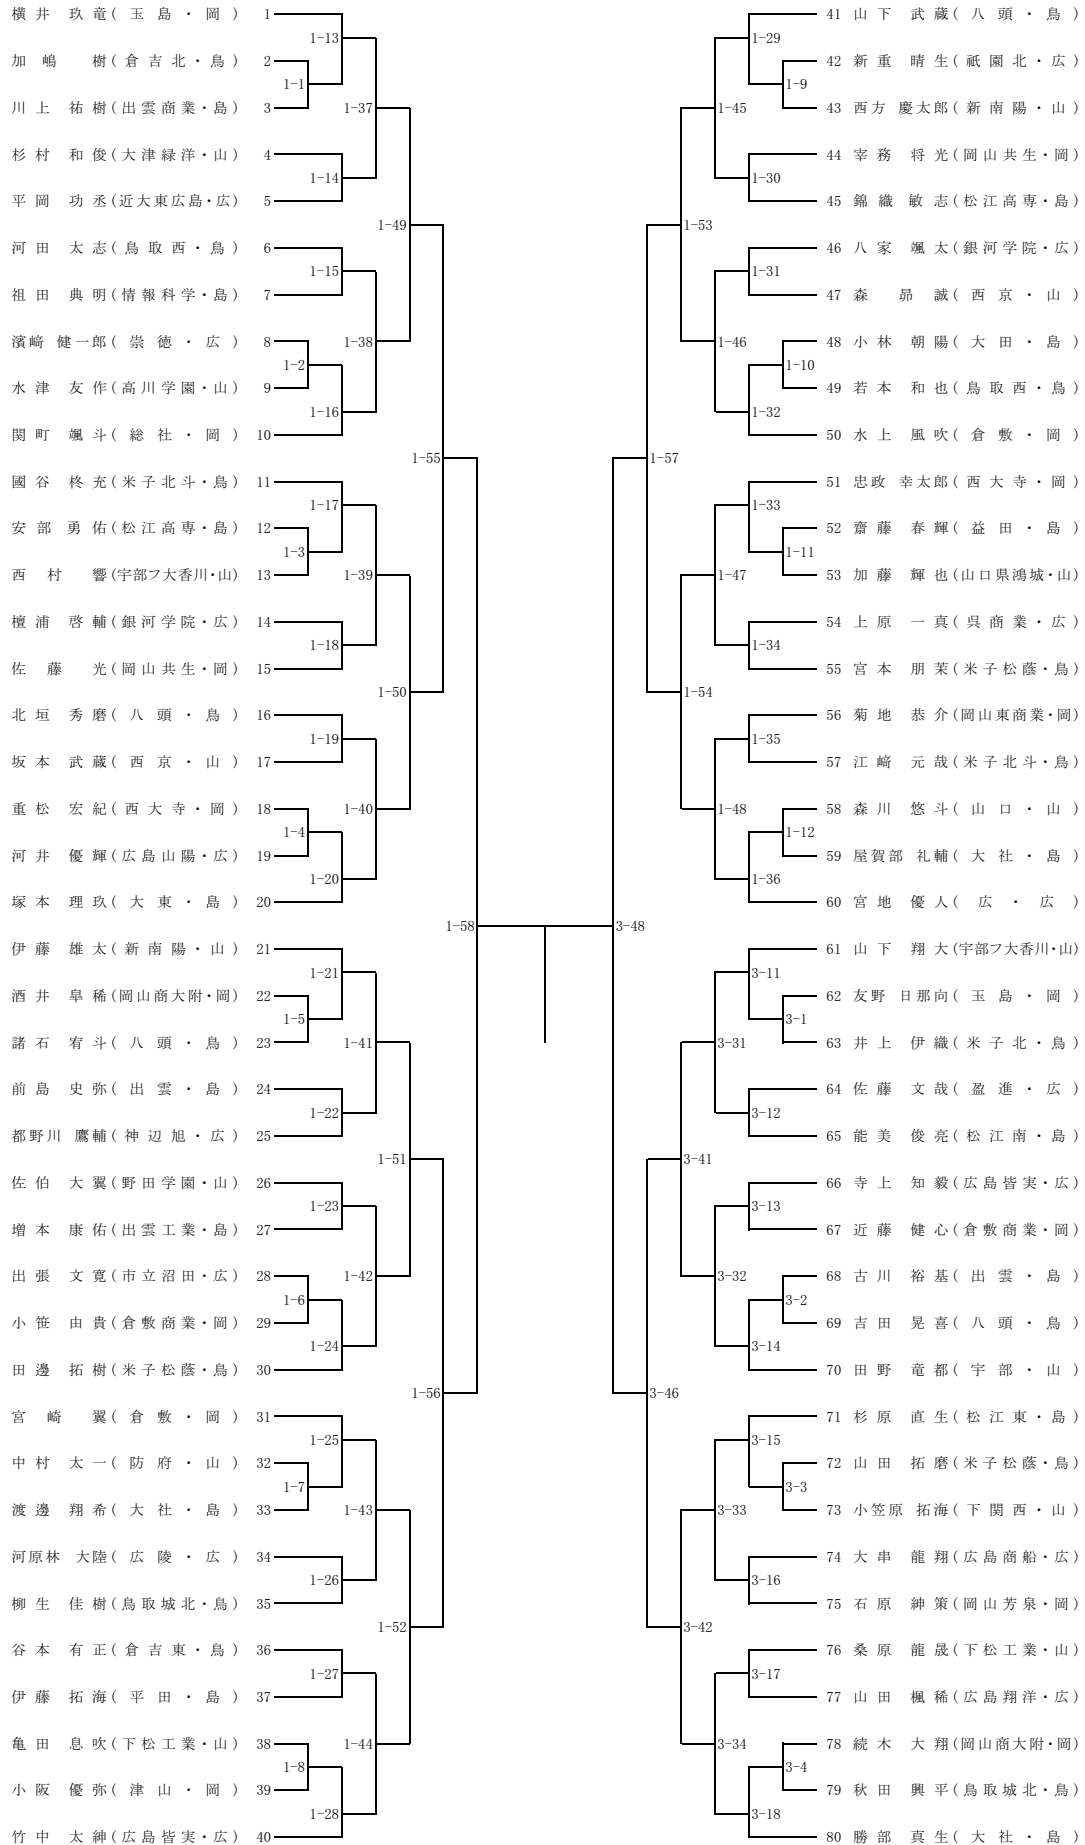 横井 玖竜(玉島・岡) 1
1-13
加嶋 樹(倉吉北・鳥) 2
1-1
川上 祐樹(出雲商業・島) 3
1-37
杉村 和俊(大津緑洋・山) 4
1-14
平岡 功丞(近大東広島・広) 5
1-49
河田 太志(鳥取西・鳥) 6
1-15
祖田 典明(情報科学・島) 7
1-38
濱﨑 健一郎(崇徳・広) 8
1-2
水津 友作(高川学園・山) 9
1-16
関町 颯斗(総社・岡) 10
1-55
國谷 柊充(米子北斗・鳥) 11
1-17
安部 勇佑(松江高専・島) 12
1-3
西村 響(宇部フ大香川・山) 13
1-39
檀浦 啓輔(銀河学院・広) 14
1-18
佐藤 光(岡山共生・岡) 15
1-50
北垣 秀磨(八頭・鳥) 16
1-19
坂本 武蔵(西京・山) 17
1-40
重松 宏紀(西大寺・岡) 18
1-4
河井 優輝(広島山陽・広) 19
1-20
塚本 理玖(大東・島) 20
1-58
伊藤 雄太(新南陽・山) 21
1-21
酒井 皐稀(岡山商大附・岡) 22
1-5
諸石 宥斗(八頭・鳥) 23
1-41
前島 史弥(出雲・島) 24
1-22
都野川 鷹輔(神辺旭・広) 25
1-51
佐伯 大翼(野田学園・山) 26
1-23
増本 康佑(出雲工業・島) 27
1-42
出張 文寛(市立沼田・広) 28
1-6
小笹 由貴(倉敷商業・岡) 29
1-24
田邊 拓樹(米子松蔭・鳥) 30
1-56
宮崎 翼(倉敷・岡) 31
1-25
中村 太一(防府・山) 32
1-7
渡邊 翔希(大社・島) 33
1-43
河原林 大陸(広陵・広) 34
1-26
柳生 佳樹(鳥取城北・鳥) 35
1-52
谷本 有正(倉吉東・鳥) 36
1-27
伊藤 拓海(平田・島) 37
1-44
亀田 息吹(下松工業・山) 38
1-8
小阪 優弥(津山・岡) 39
1-28
竹中 太紳(広島皆実・広) 40
41 山下 武蔵(八頭・鳥)
1-29
42 新重 晴生(祇園北・広)
1-9
43 西方 慶太郎(新南陽・山)
1-45
44 宰務 将光(岡山共生・岡)
1-30
45 錦織 敏志(松江高専・島)
1-53
46 八家 颯太(銀河学院・広)
1-31
47 森 昴誠(西京・山)
1-46
48 小林 朝陽(大田・島)
1-10
49 若本 和也(鳥取西・鳥)
1-32
50 水上 風吹(倉敷・岡)
1-57
51 忠政 幸太郎(西大寺・岡)
1-33
52 齋藤 春輝(益田・島)
1-11
53 加藤 輝也(山口県鴻城・山)
1-47
54 上原 一真(呉商業・広)
1-34
55 宮本 朋茉(米子松蔭・鳥)
1-54
56 菊地 恭介(岡山東商業・岡)
1-35
57 江﨑 元哉(米子北斗・鳥)
1-48
58 森川 悠斗(山口・山)
1-12
59 屋賀部 礼輔(大社・島)
1-36
60 宮地 優人(広・広)
3-48
61 山下 翔大(宇部フ大香川・山)
3-11
62 友野 日那向(玉島・岡)
3-1
63 井上 伊織(米子北・鳥)
3-31
64 佐藤 文哉(盈進・広)
3-12
65 能美 俊亮(松江南・島)
3-41
66 寺上 知毅(広島皆実・広)
3-13
67 近藤 健心(倉敷商業・岡)
3-32
68 古川 裕基(出雲・島)
3-2
69 吉田 晃喜(八頭・鳥)
3-14
70 田野 竜都(宇部・山)
3-46
71 杉原 直生(松江東・島)
3-15
72 山田 拓磨(米子松蔭・鳥)
3-3
73 小笠原 拓海(下関西・山)
3-33
74 大串 龍翔(広島商船・広)
3-16
75 石原 紳策(岡山芳泉・岡)
3-42
76 桑原 龍晟(下松工業・山)
3-17
77 山田 楓稀(広島翔洋・広)
3-34
78 続木 大翔(岡山商大附・岡)
3-4
79 秋田 興平(鳥取城北・鳥)
3-18
80 勝部 真生(大社・島)